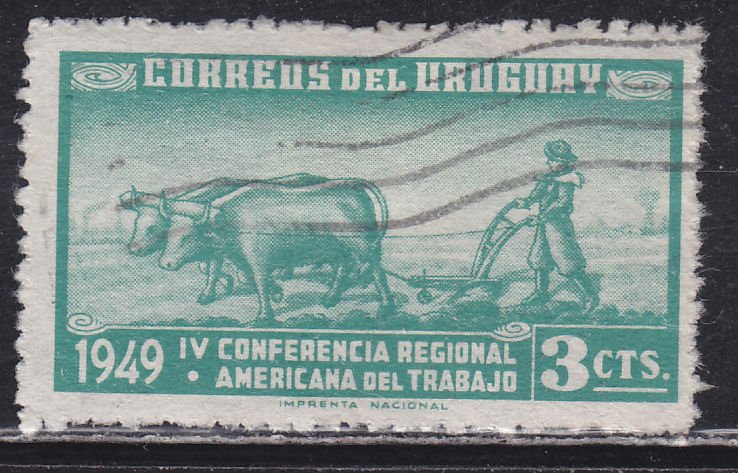 CORREOS DEL URUGUAY
1949
IV CONFERENCIA REGIONAL
• AMERICANA DEL TRABAJO
3 CTS.
IMPRENTA NACIONAL